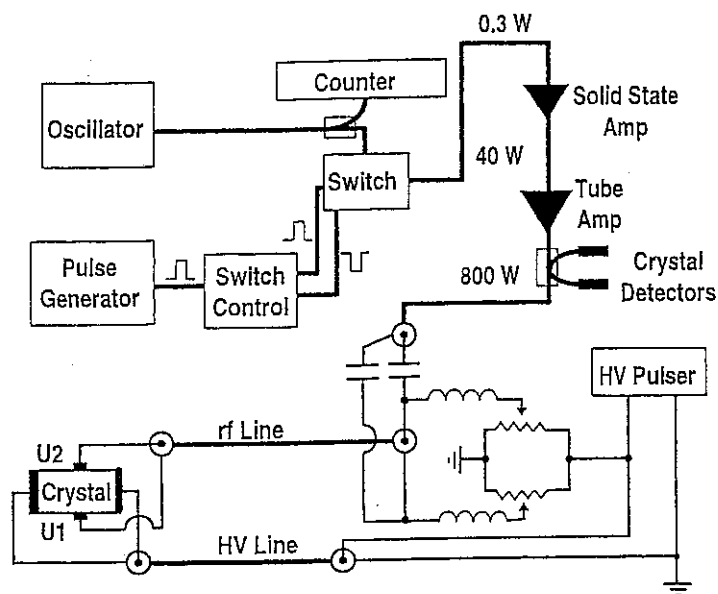 0.3 W
Counter
Oscillator
Solid State
Amp
Switch
40 W
Tube
Amp
Pulse
Generator
Switch
Control
800 W
Crystal
Detectors
HV Pulser
rf Line
U2
Crystal
U1
HV Line